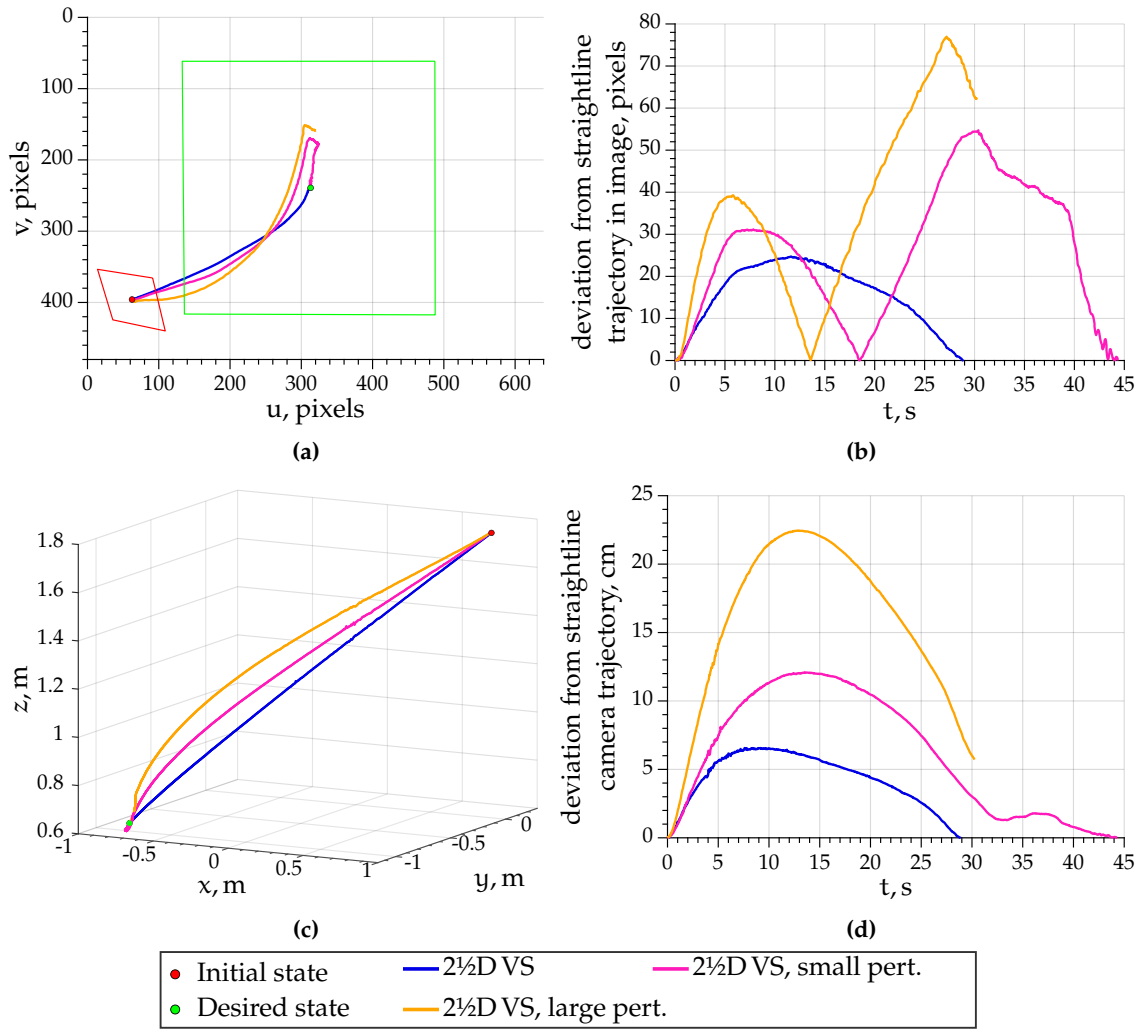 0
100
200
300
400
v, pixels
0 100 200 300 400 500 600
u, pixels
(a)
80
70
60
50
40
30
20
10
0
deviation from straightline
trajectory in image, pixels
0 5 10 15 20 25 30 35 40 45
t, s
(b)
1.8
1.6
1.4
1.2
1
0.8
0.6
z, m
-1 -0.5 0 0.5 1
x, m
-1 -0.5 0
y, m
(c)
25
20
15
10
5
0
deviation from straightline
camera trajectory, cm
0 5 10 15 20 25 30 35 40 45
t, s
(d)
Initial state 2½D VS 2½D VS, small pert.
Desired state 2½D VS, large pert.